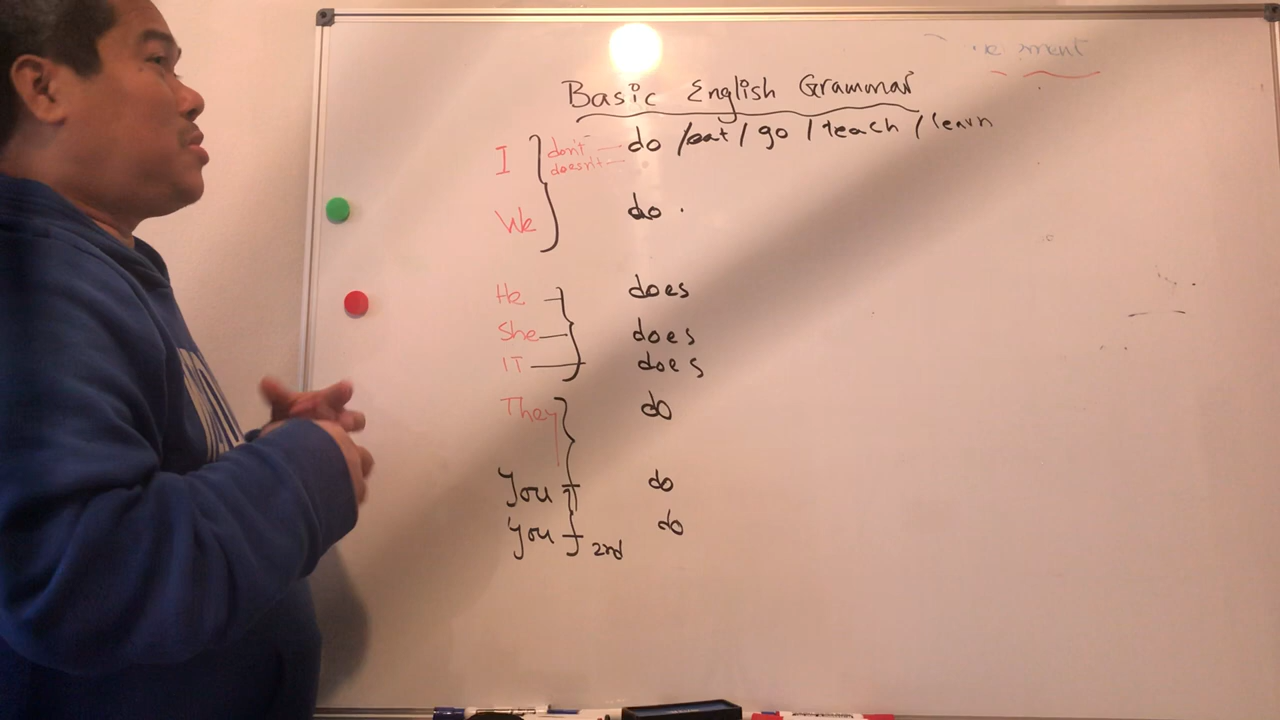 ment
Basic English Grammar
I don't do /eat / go / teach / learn
doesn't
We do .
He does
She does
IT does
They do
you do
you 2nd do